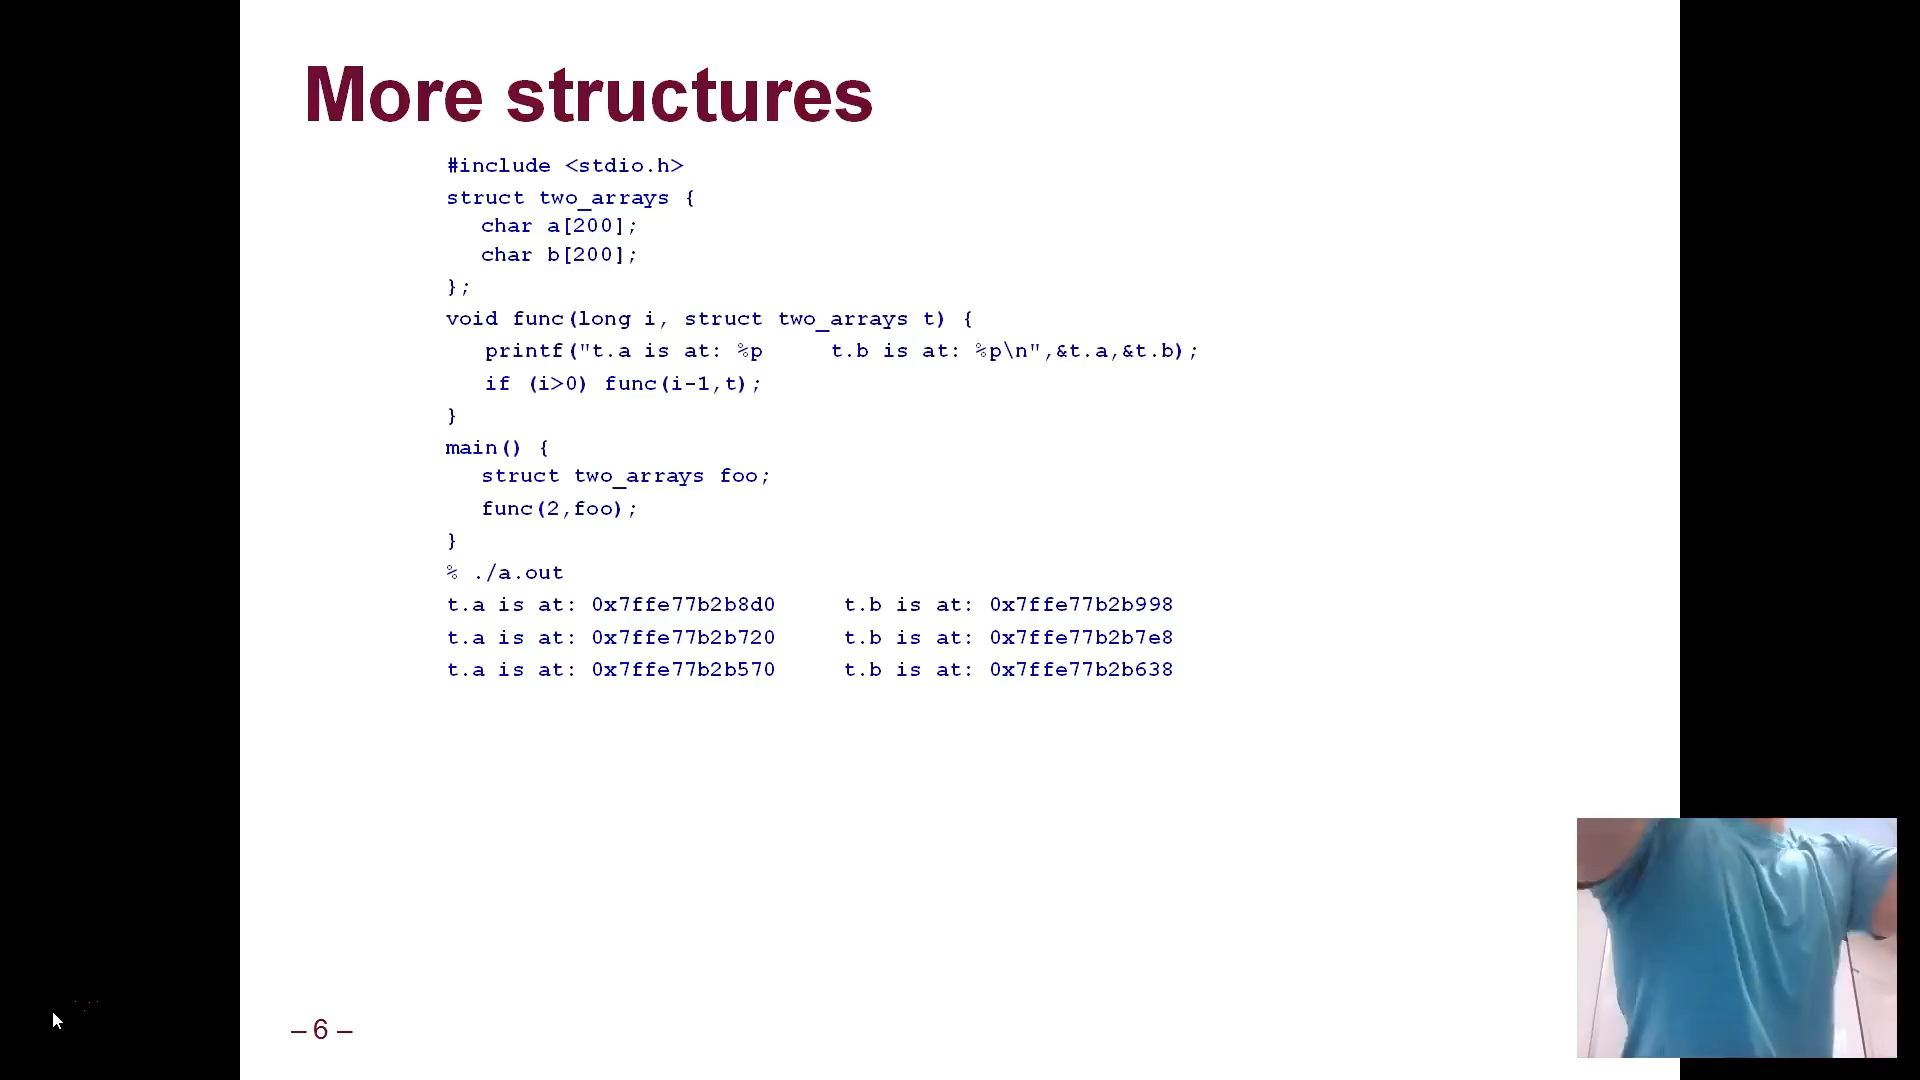 More structures
#include <stdio.h>
struct two_arrays {
char a[200];
char b[200];
};
void func(long i, struct two_arrays t) {
printf("t.a is at: %p     t.b is at: %p\n",&t.a,&t.b);
if (i>0) func(i-1,t);
}
main() {
struct two_arrays foo;
func(2,foo);
}
% ./a.out
t.a is at: 0x7ffe77b2b8d0     t.b is at: 0x7ffe77b2b998
t.a is at: 0x7ffe77b2b720     t.b is at: 0x7ffe77b2b7e8
t.a is at: 0x7ffe77b2b570     t.b is at: 0x7ffe77b2b638
– 6 –